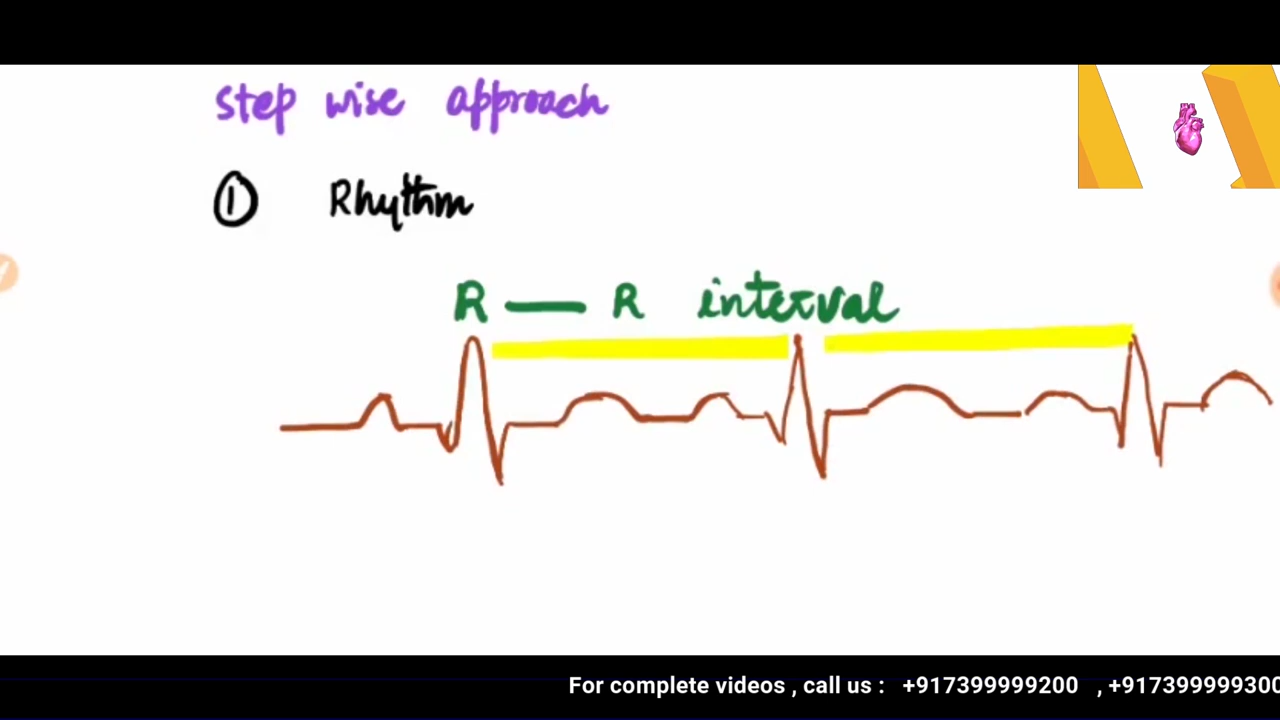 step wise approach
① Rhythm
R — R interval
For complete videos , call us : +917399999200 , +91739999930